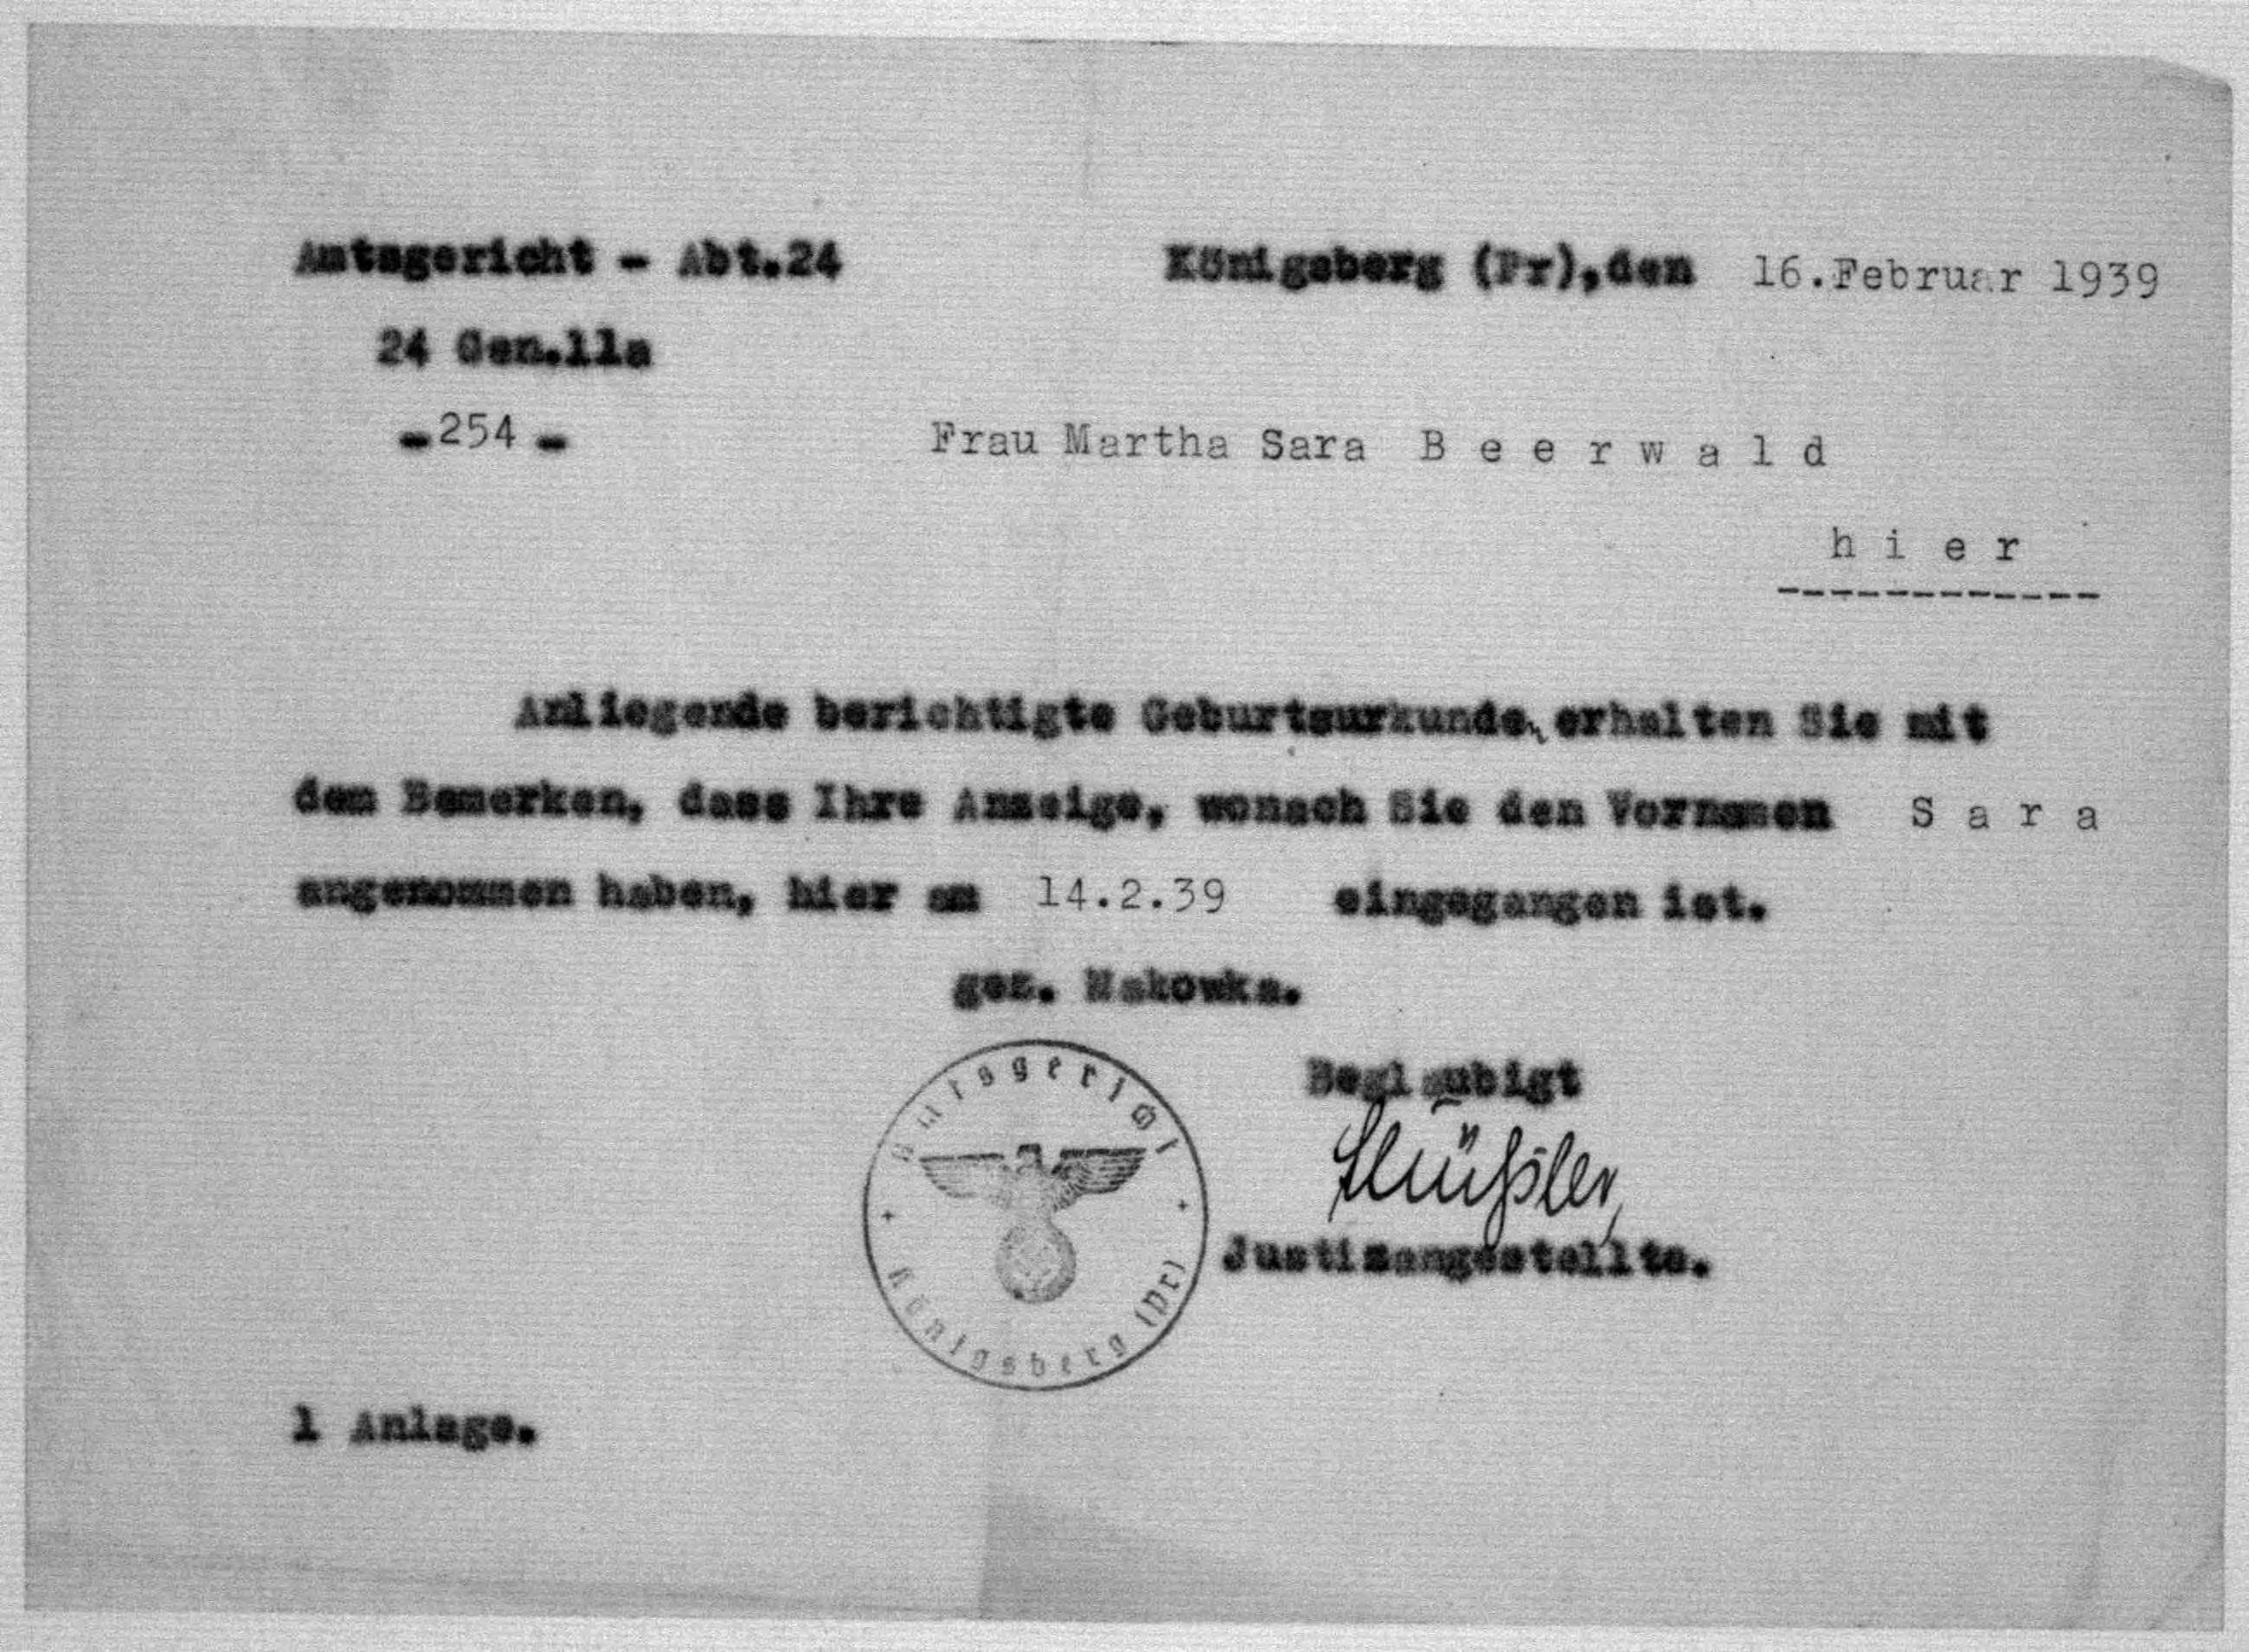 Amtsgericht - Abt.24
Königsberg (Pr),den 16.Februar 1939
24 Gen.11a
-254 -
Frau Martha Sara B e e r w a l d
h i e r
-------------
Anliegende berichtigte Geburtsurkunde, erhalten Sie mit
dem Bemerken, dass Ihre Anzeige, wonach Sie den Vornamen S a r a
angenommen haben, hier am 14.2.39 eingegangen ist.
gez. Makowka.
Amtsgericht
Königsberg (Pr)
Beglaubigt
Justizangestellte.
1 Anlage.